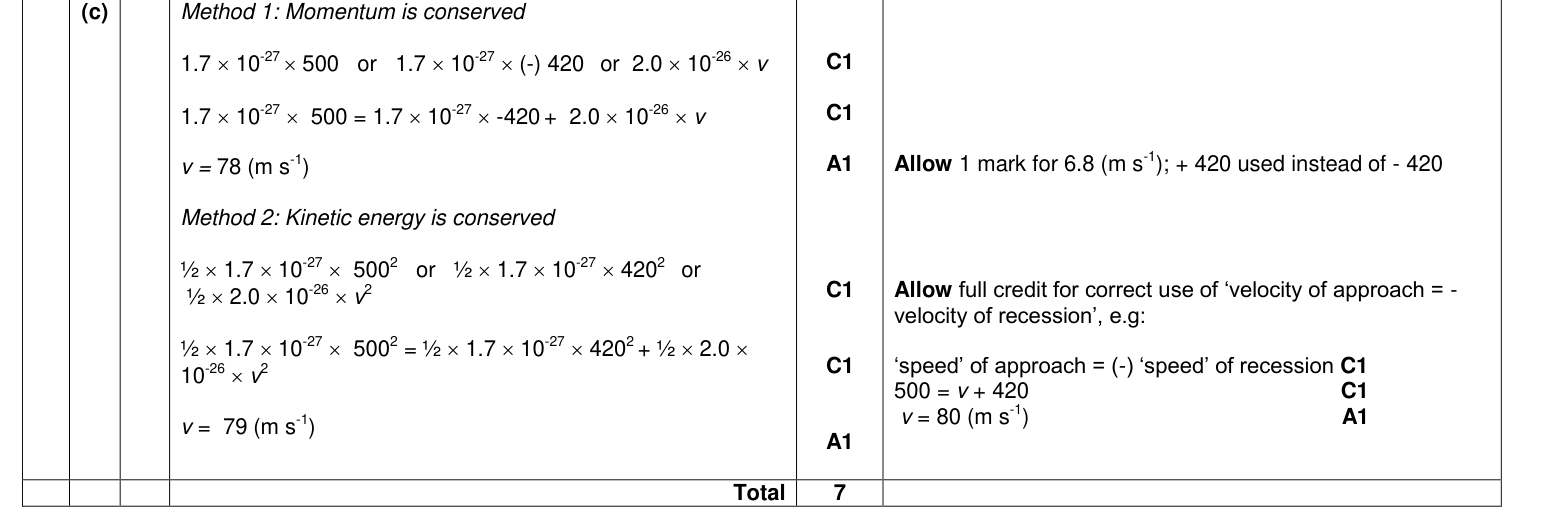 (c) Method 1: Momentum is conserved
1.7 × 10⁻²⁷ × 500 or 1.7 × 10⁻²⁷ × (-) 420 or 2.0 × 10⁻²⁶ × v C1
1.7 × 10⁻²⁷ × 500 = 1.7 × 10⁻²⁷ × -420 + 2.0 × 10⁻²⁶ × v C1
v = 78 (m s⁻¹) A1 Allow 1 mark for 6.8 (m s⁻¹); + 420 used instead of - 420
Method 2: Kinetic energy is conserved
½ × 1.7 × 10⁻²⁷ × 500² or ½ × 1.7 × 10⁻²⁷ × 420² or
½ × 2.0 × 10⁻²⁶ × v² C1
Allow full credit for correct use of ‘velocity of approach = -
velocity of recession’, e.g:
½ × 1.7 × 10⁻²⁷ × 500² = ½ × 1.7 × 10⁻²⁷ × 420² + ½ × 2.0 ×
10⁻²⁶ × v² C1
‘speed’ of approach = (-) ‘speed’ of recession C1
500 = v + 420 C1
v = 80 (m s⁻¹) A1
v = 79 (m s⁻¹) A1
Total 7